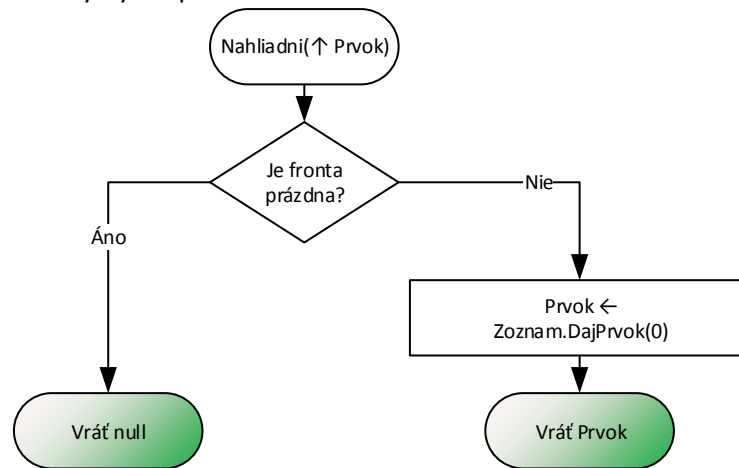 Nahliadni(↑ Prvok)
Je fronta
prázdna?
Nie
Áno
Prvok ←
Zoznam.DajPrvok(0)
Vráť null
Vráť Prvok